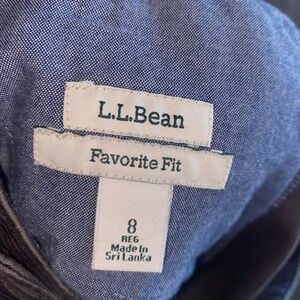 L.L.Bean
Favorite Fit
8
REG
Made In
Sri Lanka